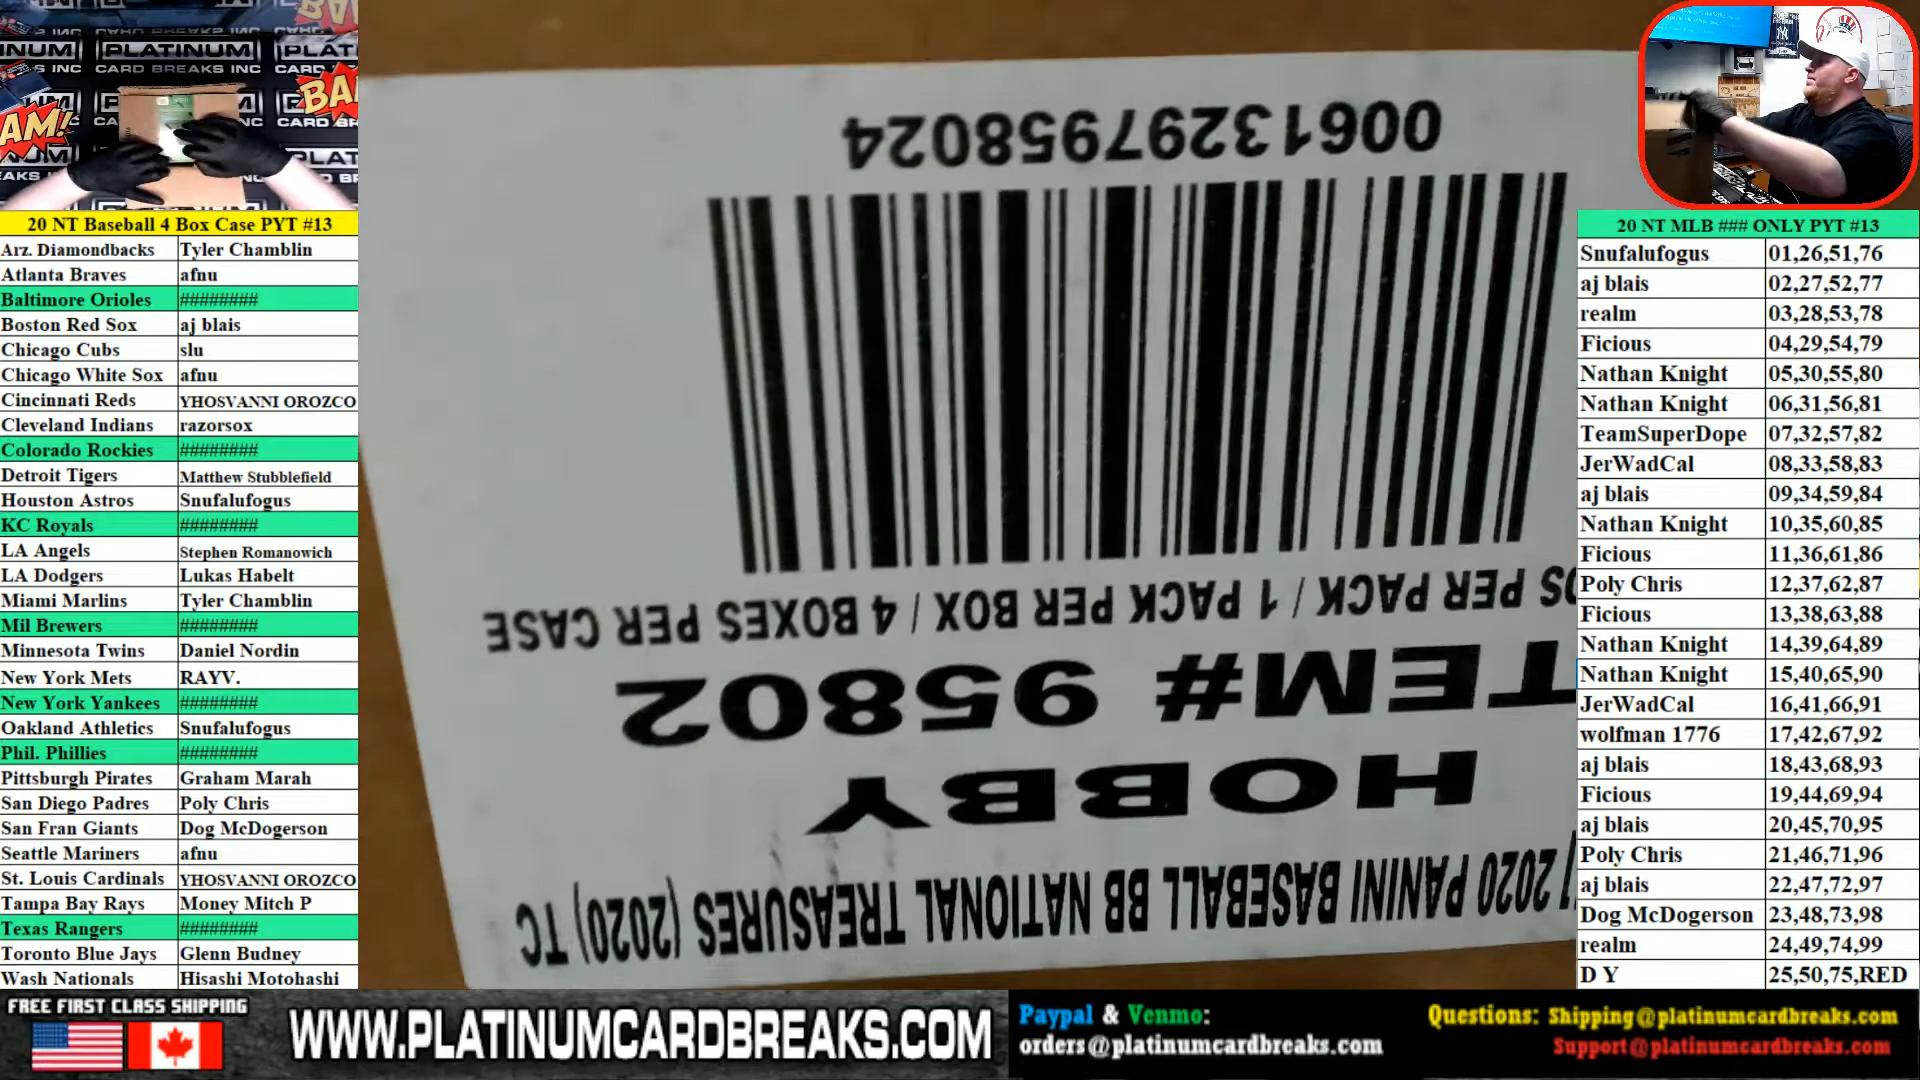 PLATINUM
CARD BREAKS INC
BAM!
20 NT Baseball 4 Box Case PYT #13
Arz. Diamondbacks Tyler Chamblin
Atlanta Braves afnu
Baltimore Orioles ########
Boston Red Sox aj blais
Chicago Cubs slu
Chicago White Sox afnu
Cincinnati Reds YHOSVANNI OROZCO
Cleveland Indians razorsox
Colorado Rockies ########
Detroit Tigers Matthew Stubblefield
Houston Astros Snufalufogus
KC Royals ########
LA Angels Stephen Romanowich
LA Dodgers Lukas Habelt
Miami Marlins Tyler Chamblin
Mil Brewers ########
Minnesota Twins Daniel Nordin
New York Mets RAYV.
New York Yankees ########
Oakland Athletics Snufalufogus
Phil. Phillies ########
Pittsburgh Pirates Graham Marah
San Diego Padres Poly Chris
San Fran Giants Dog McDogerson
Seattle Mariners afnu
St. Louis Cardinals YHOSVANNI OROZCO
Tampa Bay Rays Money Mitch P
Texas Rangers ########
Toronto Blue Jays Glenn Budney
Wash Nationals Hisashi Motohashi
2020 PANINI BASEBALL BB NATIONAL TREASURES (2020) TC
HOBBY
TEM# 95802
PER PACK / 1 PACK PER BOX / 4 BOXES PER CASE
00613297958024
20 NT MLB ### ONLY PYT #13
Snufalufogus 01,26,51,76
aj blais 02,27,52,77
realm 03,28,53,78
Ficious 04,29,54,79
Nathan Knight 05,30,55,80
Nathan Knight 06,31,56,81
TeamSuperDope 07,32,57,82
JerWadCal 08,33,58,83
aj blais 09,34,59,84
Nathan Knight 10,35,60,85
Ficious 11,36,61,86
Poly Chris 12,37,62,87
Ficious 13,38,63,88
Nathan Knight 14,39,64,89
Nathan Knight 15,40,65,90
JerWadCal 16,41,66,91
wolfman 1776 17,42,67,92
aj blais 18,43,68,93
Ficious 19,44,69,94
aj blais 20,45,70,95
Poly Chris 21,46,71,96
aj blais 22,47,72,97
Dog McDogerson 23,48,73,98
realm 24,49,74,99
D Y 25,50,75,RED
FREE FIRST CLASS SHIPPING
WWW.PLATINUMCARDBREAKS.COM
Paypal & Venmo:
orders@platinumcardbreaks.com
Questions: Shipping@platinumcardbreaks.com
Support@platinumcardbreaks.com